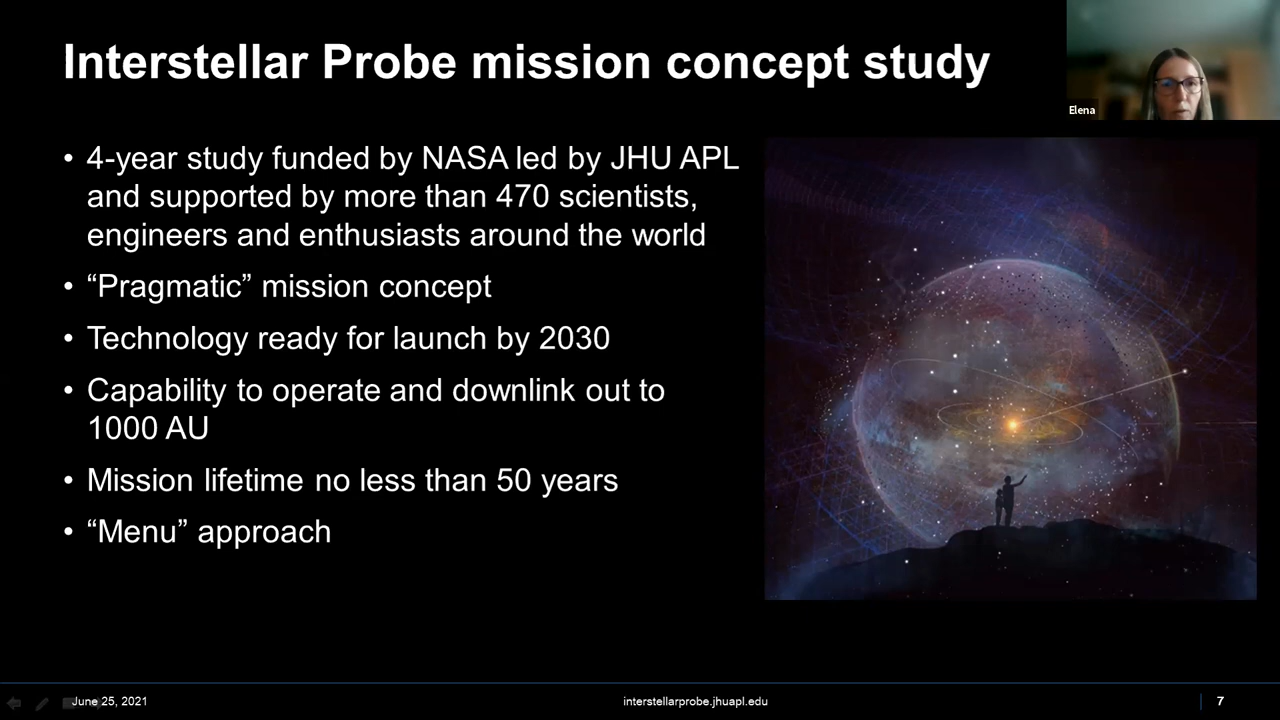 Interstellar Probe mission concept study
Elena
• 4-year study funded by NASA led by JHU APL
and supported by more than 470 scientists,
engineers and enthusiasts around the world
• “Pragmatic” mission concept
• Technology ready for launch by 2030
• Capability to operate and downlink out to
1000 AU
• Mission lifetime no less than 50 years
• “Menu” approach
June 25, 2021
interstellarprobe.jhuapl.edu
7